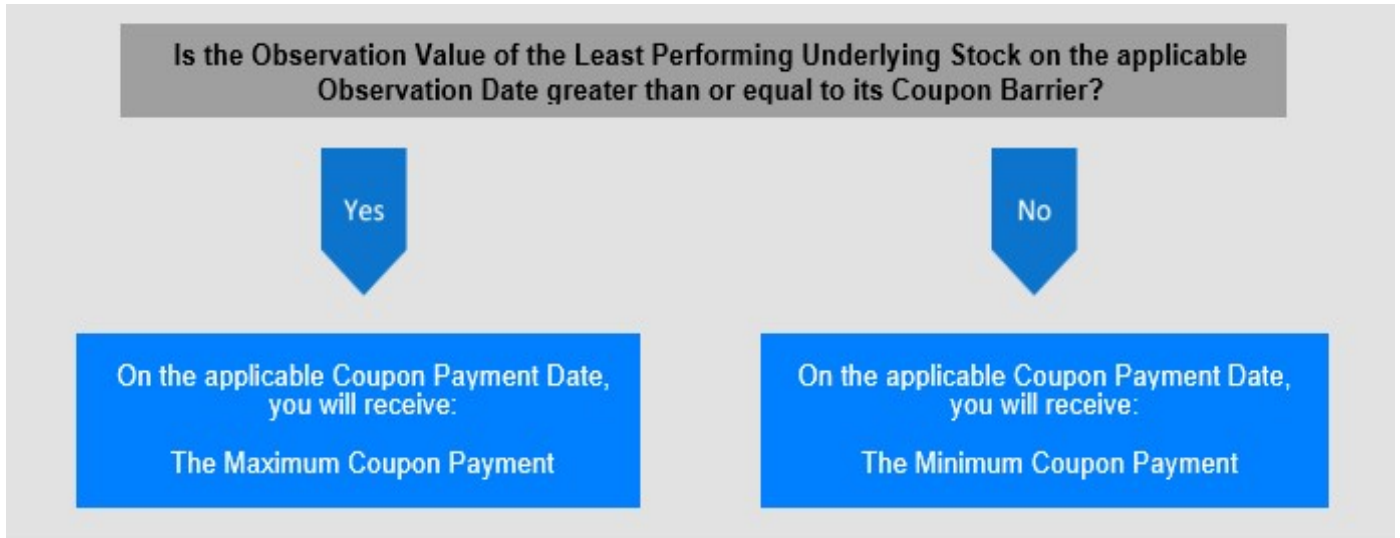 Is the Observation Value of the Least Performing Underlying Stock on the applicable
Observation Date greater than or equal to its Coupon Barrier?
Yes
No
On the applicable Coupon Payment Date,
you will receive:
The Maximum Coupon Payment
On the applicable Coupon Payment Date,
you will receive:
The Minimum Coupon Payment